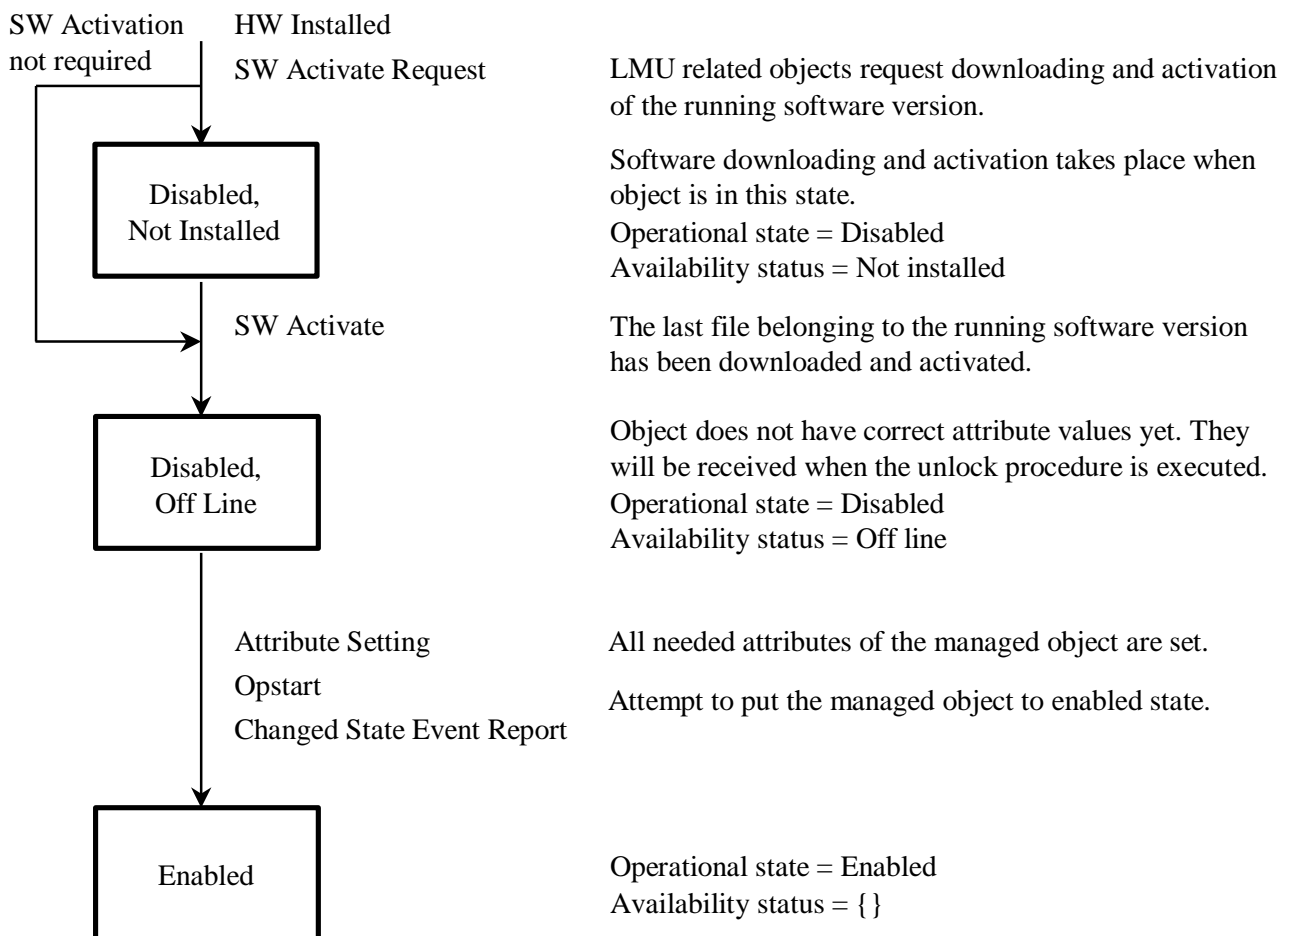 SW Activation
not required
HW Installed
SW Activate Request
LMU related objects request downloading and activation
of the running software version.
Disabled,
Not Installed
Software downloading and activation takes place when
object is in this state.
Operational state = Disabled
Availability status = Not installed
SW Activate
The last file belonging to the running software version
has been downloaded and activated.
Disabled,
Off Line
Object does not have correct attribute values yet. They
will be received when the unlock procedure is executed.
Operational state = Disabled
Availability status = Off line
Attribute Setting
Opstart
Changed State Event Report
All needed attributes of the managed object are set.
Attempt to put the managed object to enabled state.
Enabled
Operational state = Enabled
Availability status = {}